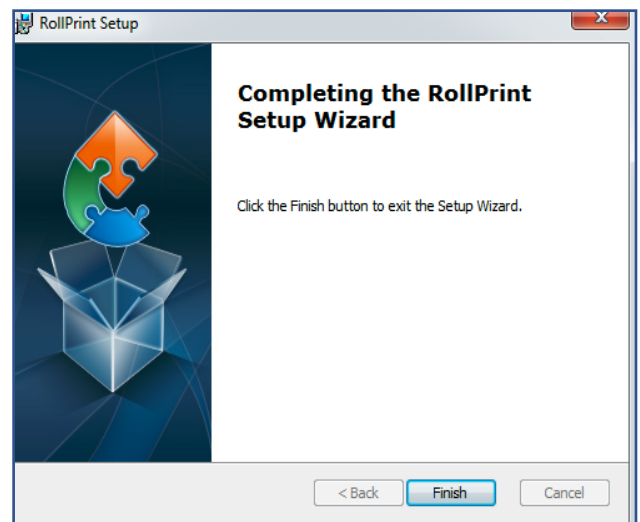 RollPrint Setup
Completing the RollPrint
Setup Wizard
Click the Finish button to exit the Setup Wizard.
< Back Finish Cancel